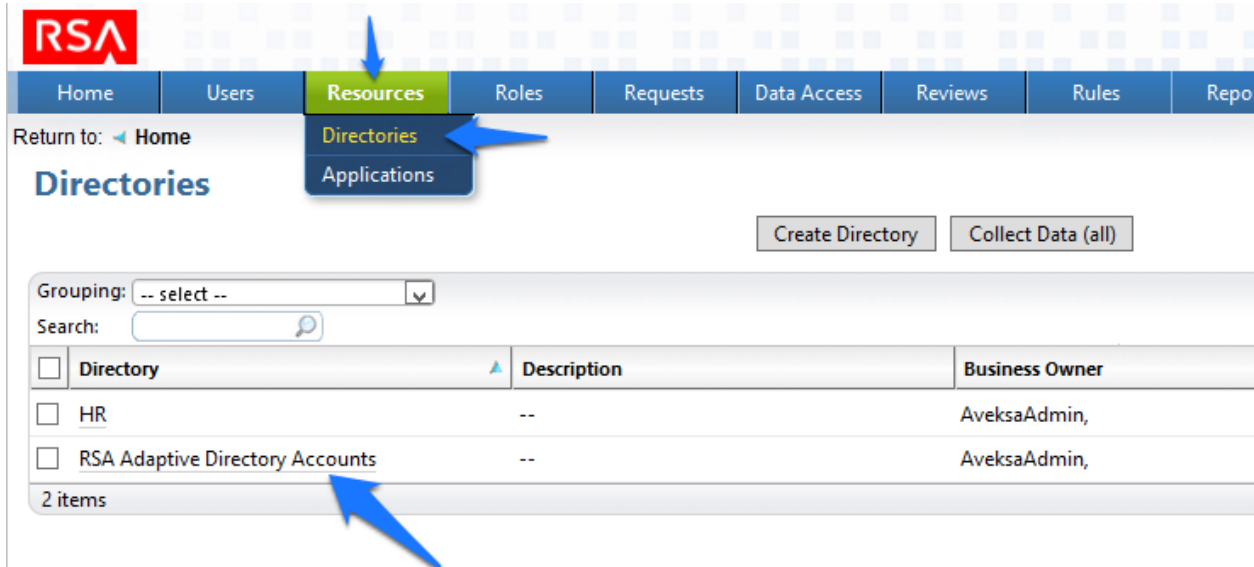 RSA
Home Users Resources Roles Requests Data Access Reviews Rules Repo
Return to: Home Directories
Directories Applications
Create Directory Collect Data (all)
Grouping: -- select --
Search:
Directory Description Business Owner
HR -- AveksaAdmin,
RSA Adaptive Directory Accounts -- AveksaAdmin,
2 items